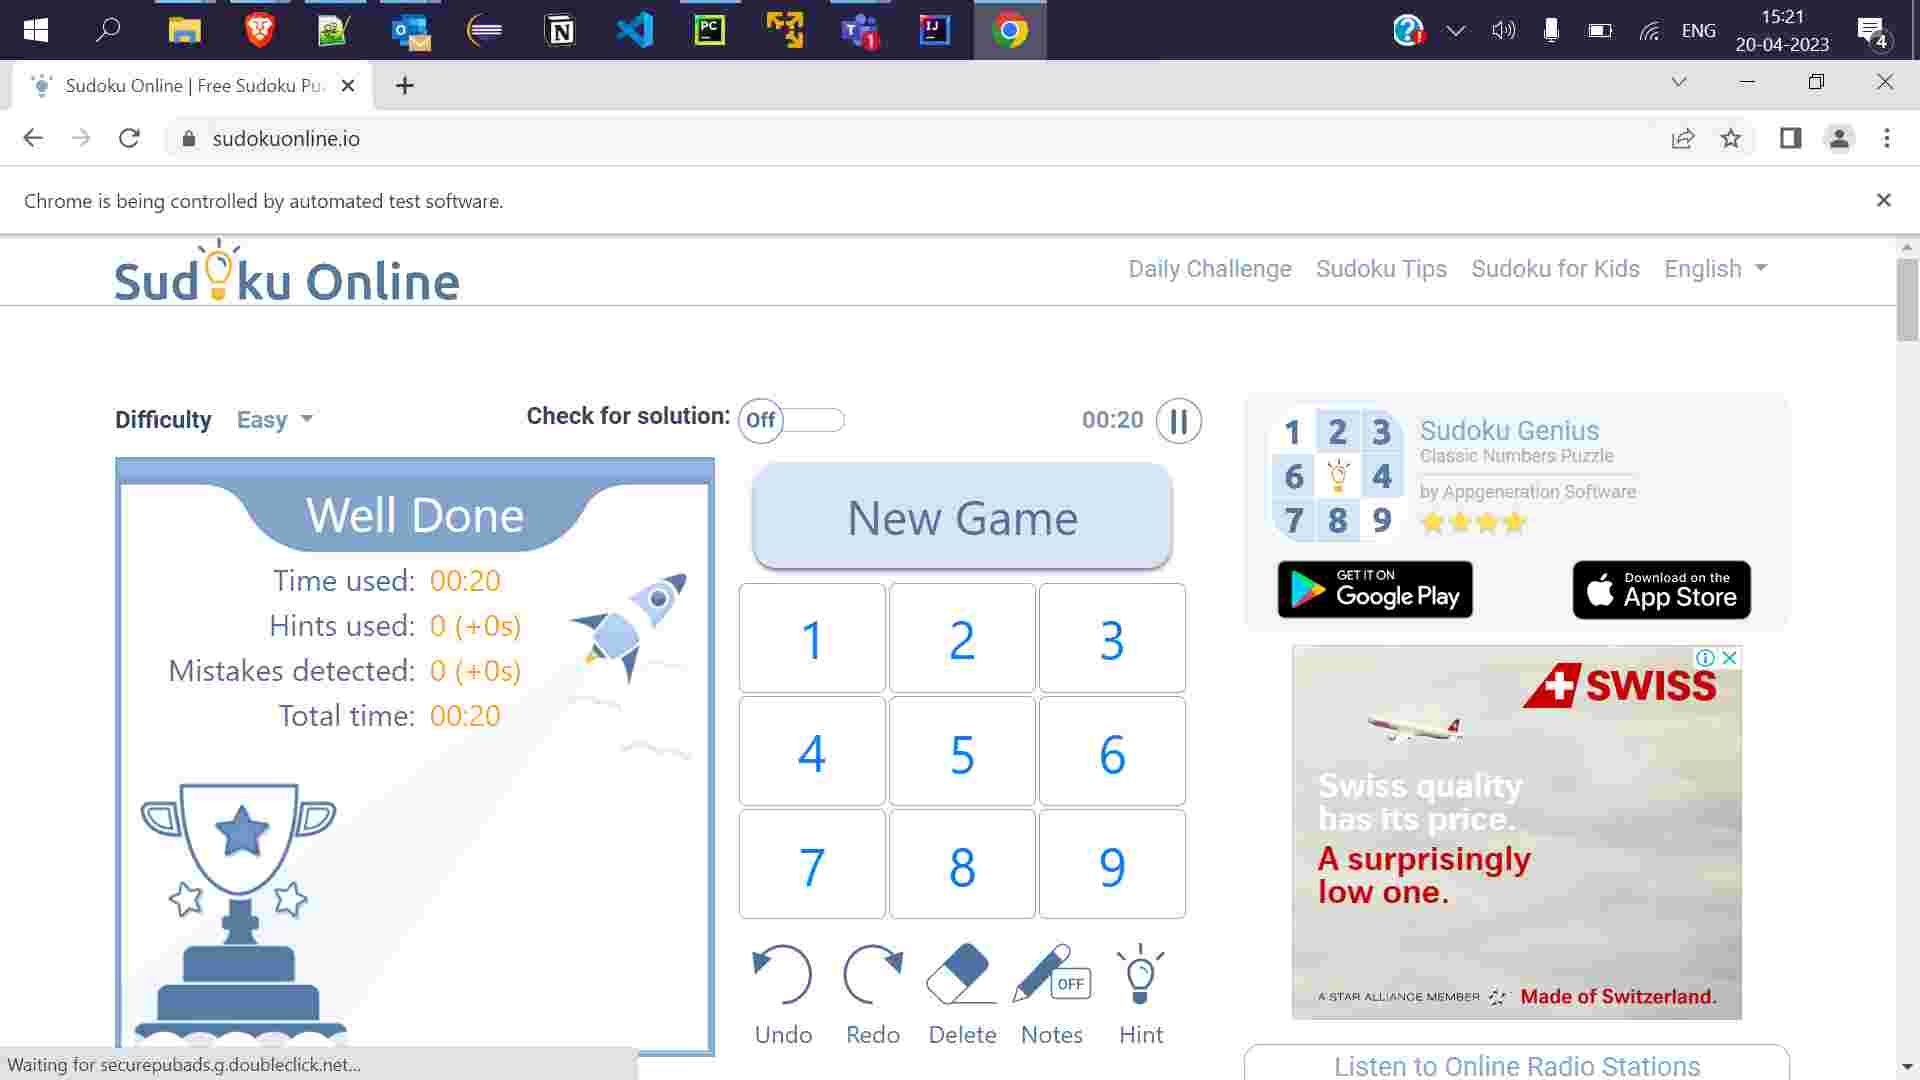 15:21
ENG
20-04-2023
4
PC
T 1
IJ
Sudoku Online | Free Sudoku Pu
sudokuonline.io
Chrome is being controlled by automated test software.
Sudoku Online
Daily Challenge Sudoku Tips Sudoku for Kids English
Difficulty Easy
Check for solution: Off
00:20
Well Done
Time used: 00:20
Hints used: 0 (+0s)
Mistakes detected: 0 (+0s)
Total time: 00:20
New Game
1 2 3
4 5 6
7 8 9
OFF
Undo Redo Delete Notes Hint
1 2 3
6 4
7 8 9
Sudoku Genius
Classic Numbers Puzzle
by Appgeneration Software
GET IT ON
Google Play
Download on the
App Store
SWISS
Swiss quality
has its price.
A surprisingly
low one.
A STAR ALLIANCE MEMBER
Made of Switzerland.
Listen to Online Radio Stations
Waiting for securepubads.g.doubleclick.net...